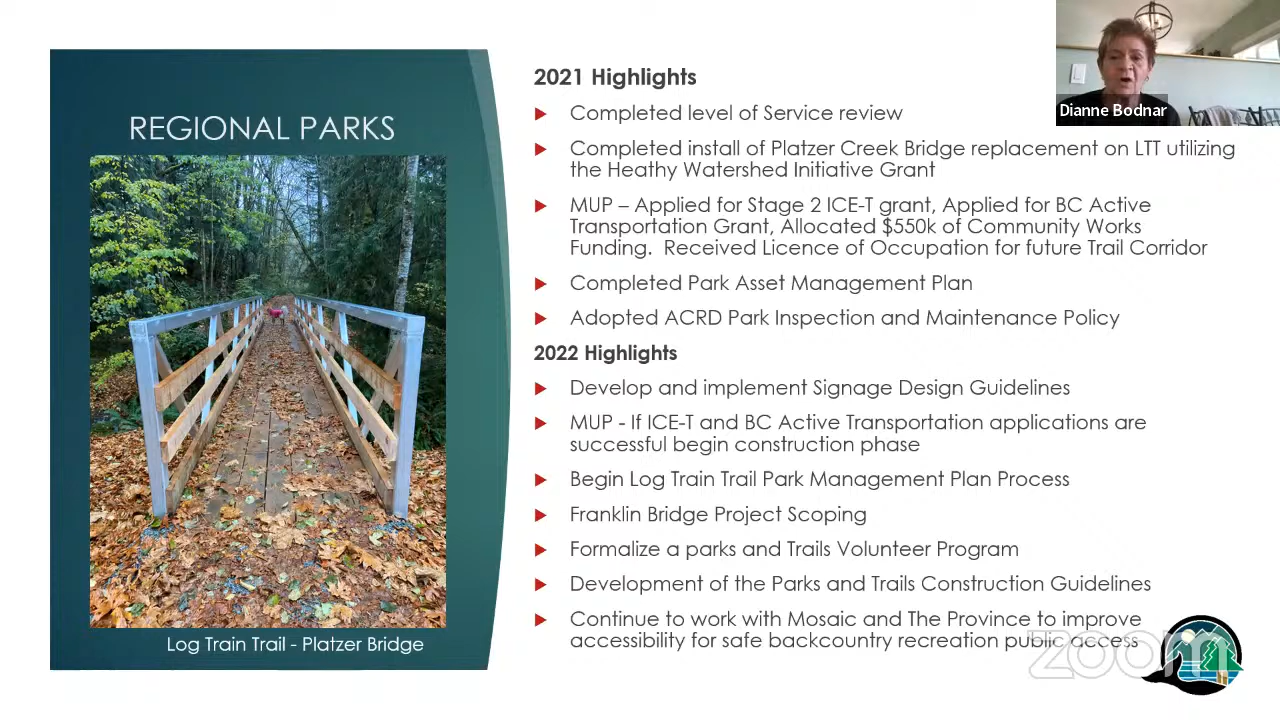 REGIONAL PARKS
Log Train Trail - Platzer Bridge
2021 Highlights
Completed level of Service review
Completed install of Platzer Creek Bridge replacement on LTT utilizing
the Heathy Watershed Initiative Grant
MUP – Applied for Stage 2 ICE-T grant, Applied for BC Active
Transportation Grant, Allocated $550k of Community Works
Funding.  Received Licence of Occupation for future Trail Corridor
Completed Park Asset Management Plan
Adopted ACRD Park Inspection and Maintenance Policy
2022 Highlights
Develop and implement Signage Design Guidelines
MUP - If ICE-T and BC Active Transportation applications are
successful begin construction phase
Begin Log Train Trail Park Management Plan Process
Franklin Bridge Project Scoping
Formalize a parks and Trails Volunteer Program
Development of the Parks and Trails Construction Guidelines
Continue to work with Mosaic and The Province to improve
accessibility for safe backcountry recreation public access
Dianne Bodnar
zoom